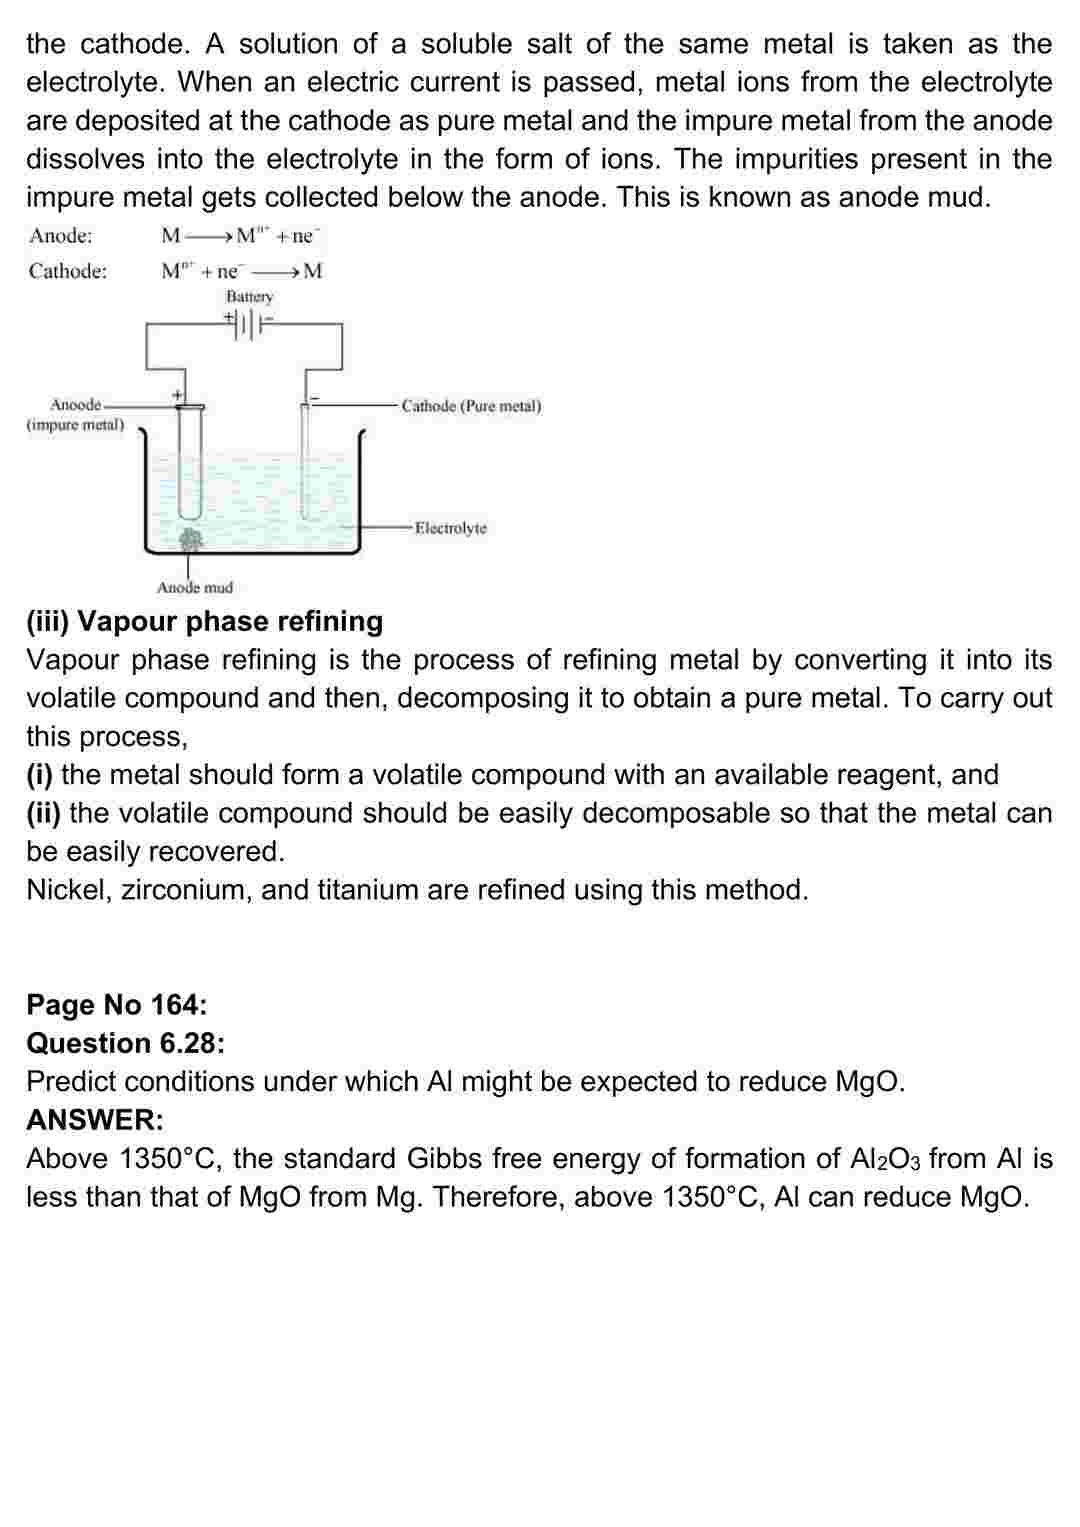 the cathode. A solution of a soluble salt of the same metal is taken as the
electrolyte. When an electric current is passed, metal ions from the electrolyte
are deposited at the cathode as pure metal and the impure metal from the anode
dissolves into the electrolyte in the form of ions. The impurities present in the
impure metal gets collected below the anode. This is known as anode mud.
Anode: M ⟶ Mⁿ⁺ + ne⁻
Cathode: Mⁿ⁺ + ne⁻ ⟶ M
Battery
+ −
+ −
Anoode
(impure metal)
Cathode (Pure metal)
Electrolyte
Anode mud
(iii) Vapour phase refining
Vapour phase refining is the process of refining metal by converting it into its
volatile compound and then, decomposing it to obtain a pure metal. To carry out
this process,
(i) the metal should form a volatile compound with an available reagent, and
(ii) the volatile compound should be easily decomposable so that the metal can
be easily recovered.
Nickel, zirconium, and titanium are refined using this method.
Page No 164:
Question 6.28:
Predict conditions under which Al might be expected to reduce MgO.
ANSWER:
Above 1350°C, the standard Gibbs free energy of formation of Al₂O₃ from Al is
less than that of MgO from Mg. Therefore, above 1350°C, Al can reduce MgO.